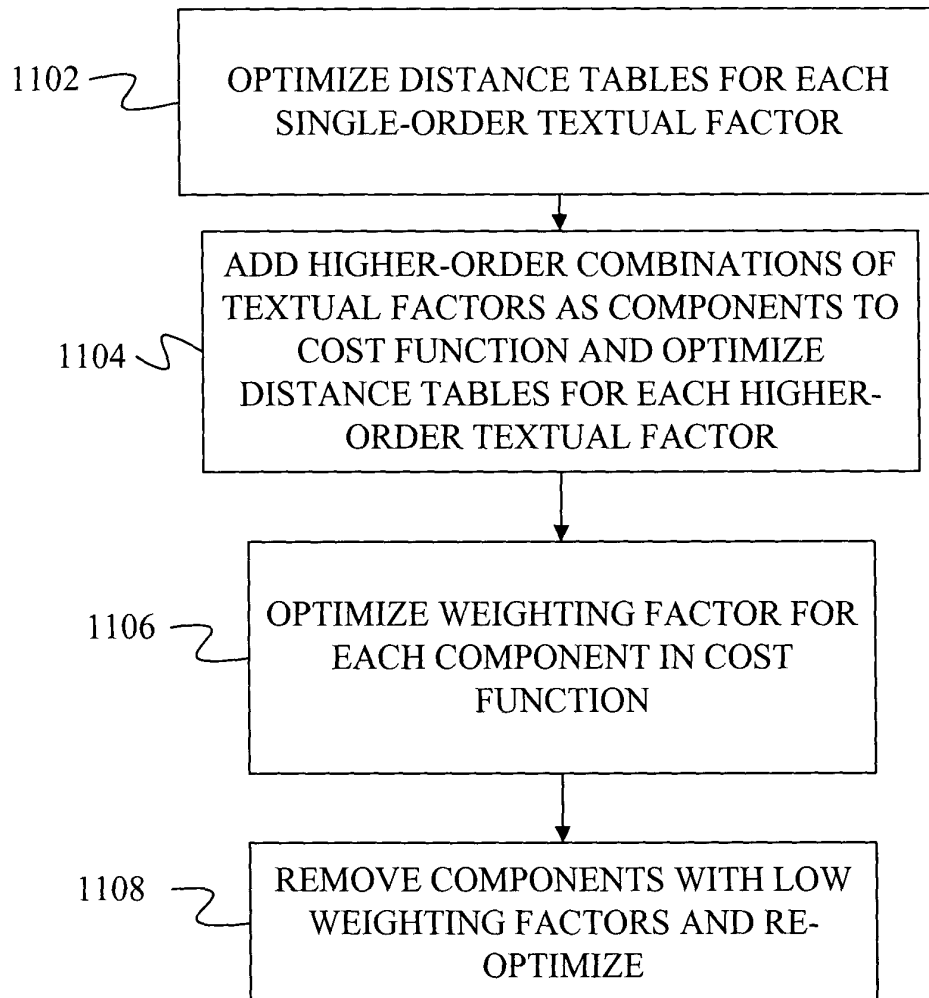 1102
OPTIMIZE DISTANCE TABLES FOR EACH
SINGLE-ORDER TEXTUAL FACTOR
1104
ADD HIGHER-ORDER COMBINATIONS OF
TEXTUAL FACTORS AS COMPONENTS TO
COST FUNCTION AND OPTIMIZE
DISTANCE TABLES FOR EACH HIGHER-
ORDER TEXTUAL FACTOR
1106
OPTIMIZE WEIGHTING FACTOR FOR
EACH COMPONENT IN COST
FUNCTION
1108
REMOVE COMPONENTS WITH LOW
WEIGHTING FACTORS AND RE-
OPTIMIZE